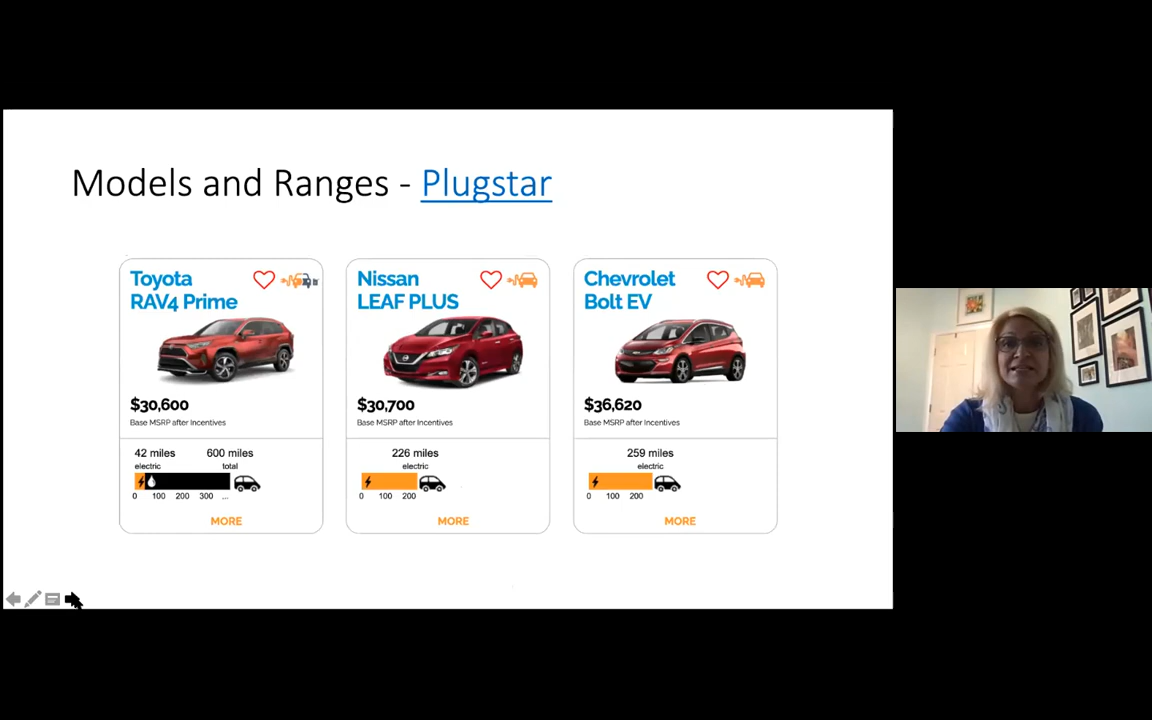 Models and Ranges - Plugstar
Toyota
RAV4 Prime
$30,600
Base MSRP after Incentives
42 miles 600 miles
electric total
0 100 200 300 ...
MORE
Nissan
LEAF PLUS
$30,700
Base MSRP after Incentives
226 miles
electric
0 100 200
MORE
Chevrolet
Bolt EV
$36,620
Base MSRP after Incentives
259 miles
electric
0 100 200
MORE